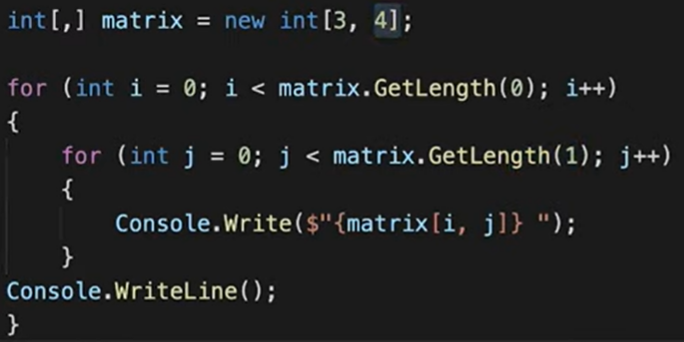 int[,] matrix = new int[3, 4];
for (int i = 0; i < matrix.GetLength(0); i++)
{
for (int j = 0; j < matrix.GetLength(1); j++)
{
Console.Write($"{matrix[i, j]} ");
}
Console.WriteLine();
}